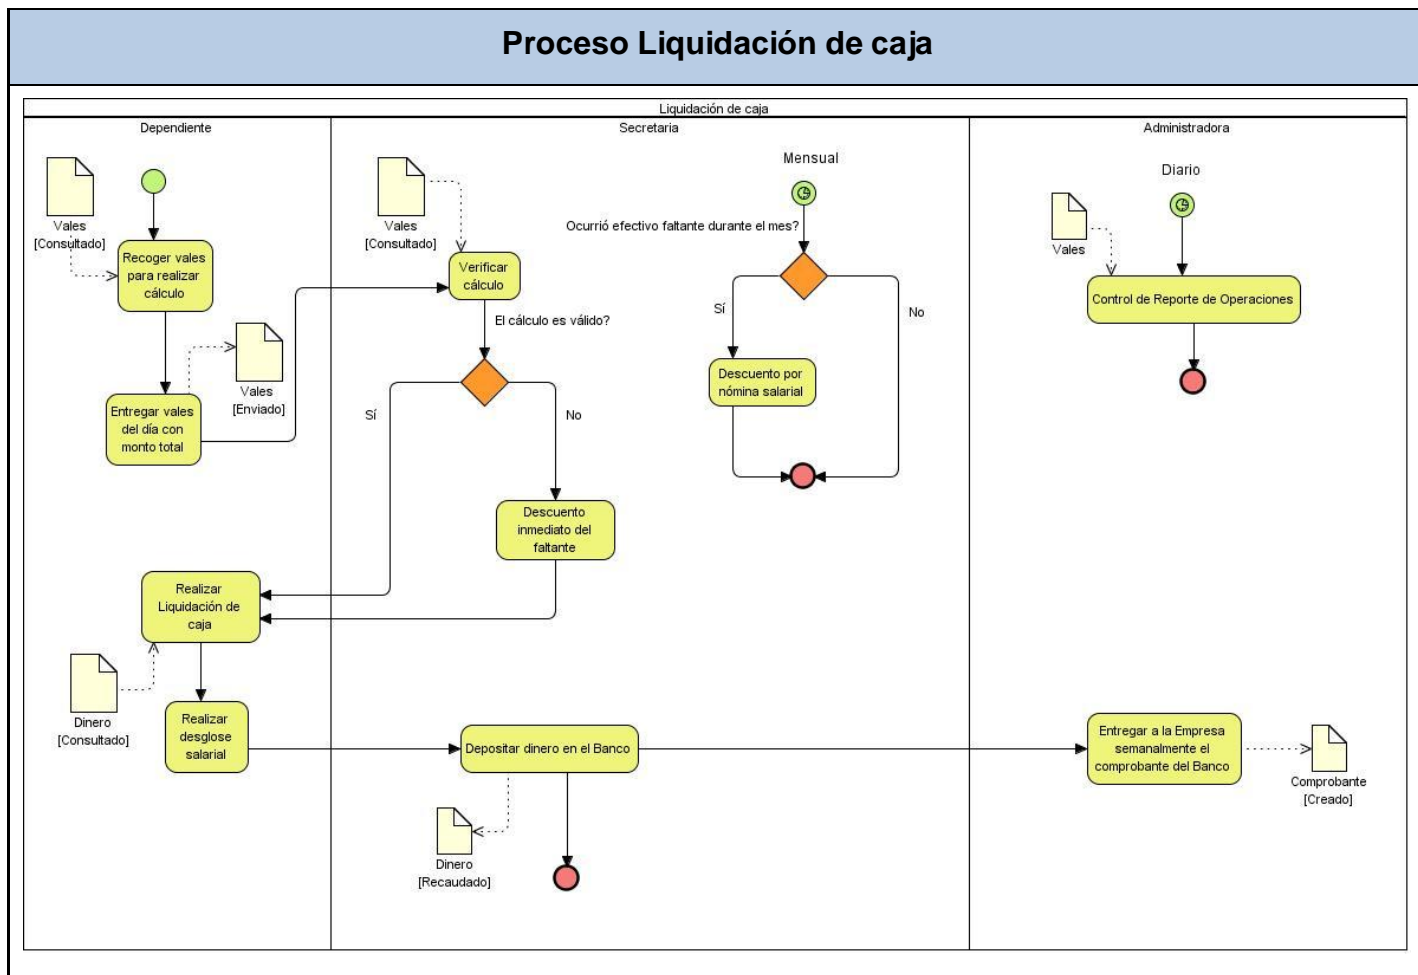 Proceso Liquidación de caja
Liquidación de caja
Dependiente
Secretaria
Administradora
Vales
[Consultado]
Recoger vales
para realizar
cálculo
Vales
[Enviado]
Entregar vales
del día con
monto total
Vales
[Consultado]
Verificar
cálculo
El cálculo es válido?
Sí
No
Descuento
inmediato del
faltante
Mensual
Ocurrió efectivo faltante durante el mes?
Sí
No
Descuento por
nómina salarial
Diario
Vales
Control de Reporte de Operaciones
Realizar
Liquidación de
caja
Dinero
[Consultado]
Realizar
desglose
salarial
Depositar dinero en el Banco
Dinero
[Recaudado]
Entregar a la Empresa
semanalmente el
comprobante del Banco
Comprobante
[Creado]